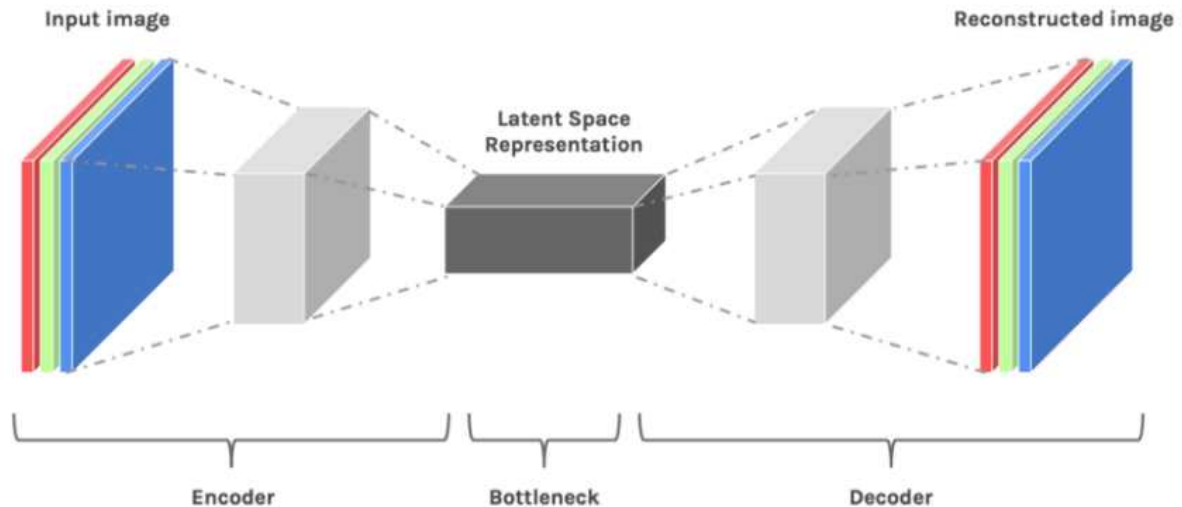 Input image
Reconstructed image
Latent Space
Representation
Encoder
Bottleneck
Decoder